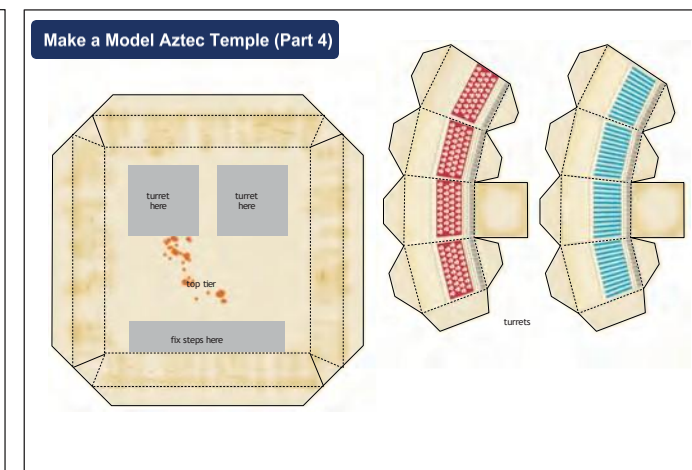 Make a Model Aztec Temple (Part 4)
turret
here
turret
here
top tier
fix steps here
turrets